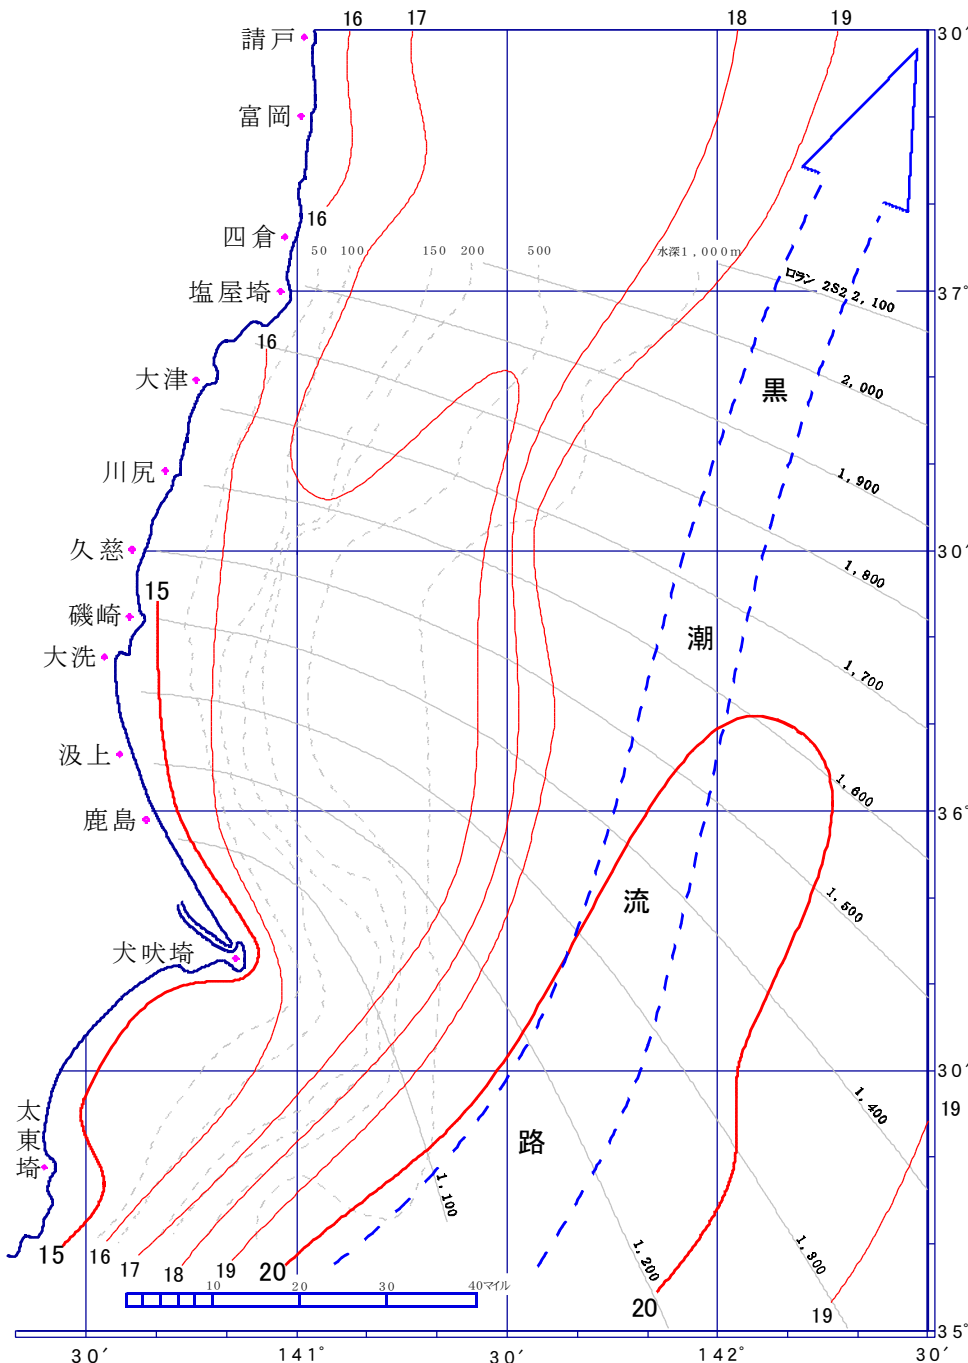 16
17
18
19
30′
請戸
富岡
16
四倉
50
100
150
200
500
水深1,000m
ロラン 2S2 2,100
塩屋埼
37°
16
大津
黒
2,000
川尻
1,900
久慈
30′
1,800
15
磯崎
潮
大洗
1,700
汲上
1,600
鹿島
36°
流
1,500
犬吠埼
30′
1,400
太東埼
19
路
1,100
15
16
17
18
19
20
1,200
1,300
10
20
30
40マイル
20
19
35°
30′
141°
30′
142°
30′